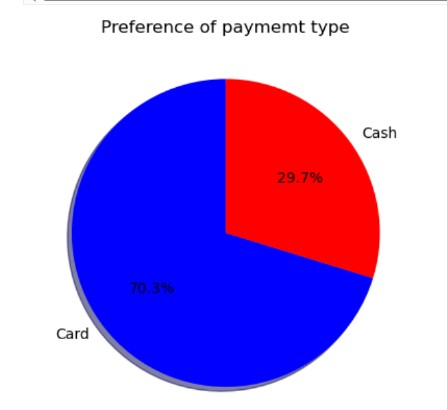 Preference of paymemt type
Cash
29.7%
70.3%
Card